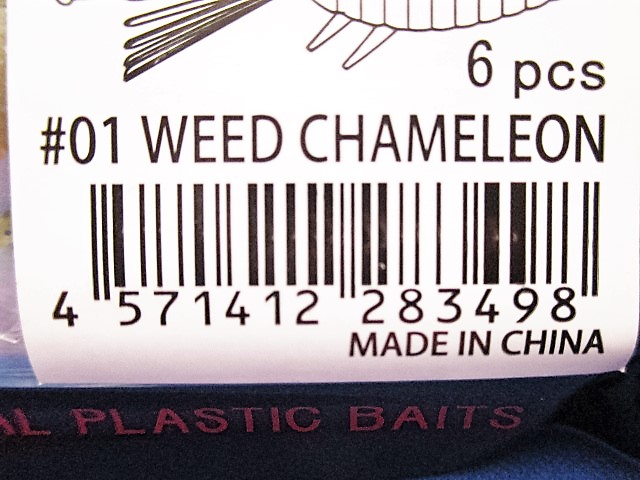 6 pcs
#01 WEED CHAMELEON
4 571412 283498
MADE IN CHINA
PLASTIC BAITS